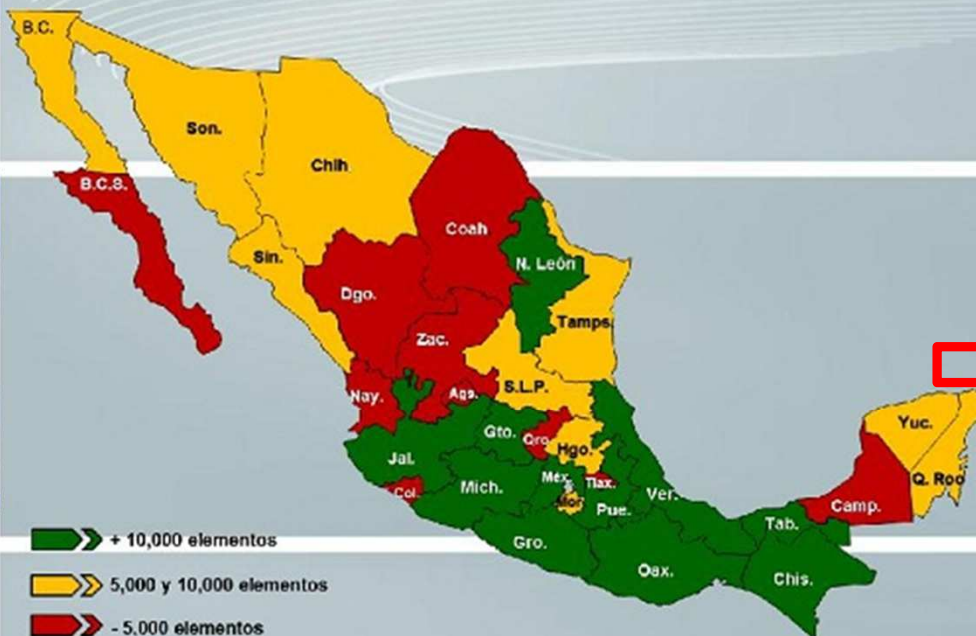 B.C.
Son.
Chih
B.C.S.
Coah
N. León
Sin.
Dgo.
Tamps.
Zac.
S.L.P.
Nay.
Ags.
Yuc.
Gto.
Qro.
Hgo.
Jal.
Q. Roo
Mex.
Tlax.
Col.
Mich.
Mor
Ver.
Pue.
Camp.
Tab.
Gro.
Oax.
Chis.
+ 10,000 elementos
5,000 y 10,000 elementos
- 5,000 elementos